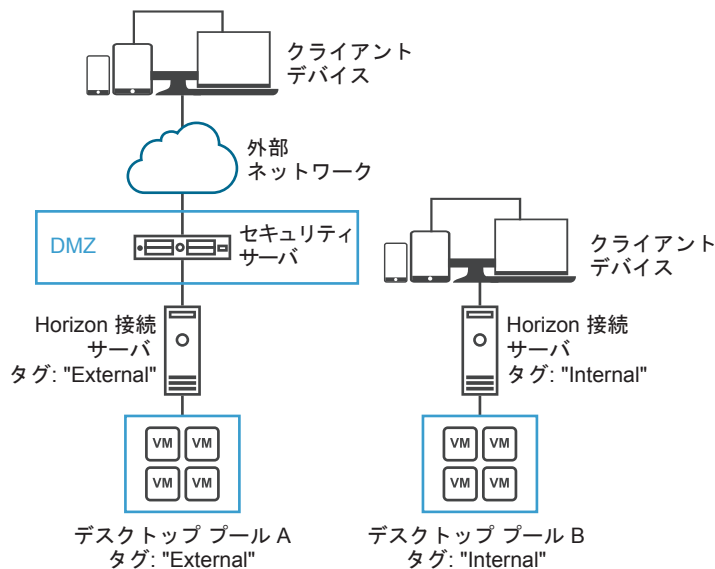 クライアント
デバイス
外部
ネットワーク
DMZ
セキュリティ
サーバ
Horizon 接続
サーバ
タグ: "External"
VM VM
VM VM
デスクトップ プール A
タグ: "External"
クライアント
デバイス
Horizon 接続
サーバ
タグ: "Internal"
VM VM
VM VM
デスクトップ プール B
タグ: "Internal"